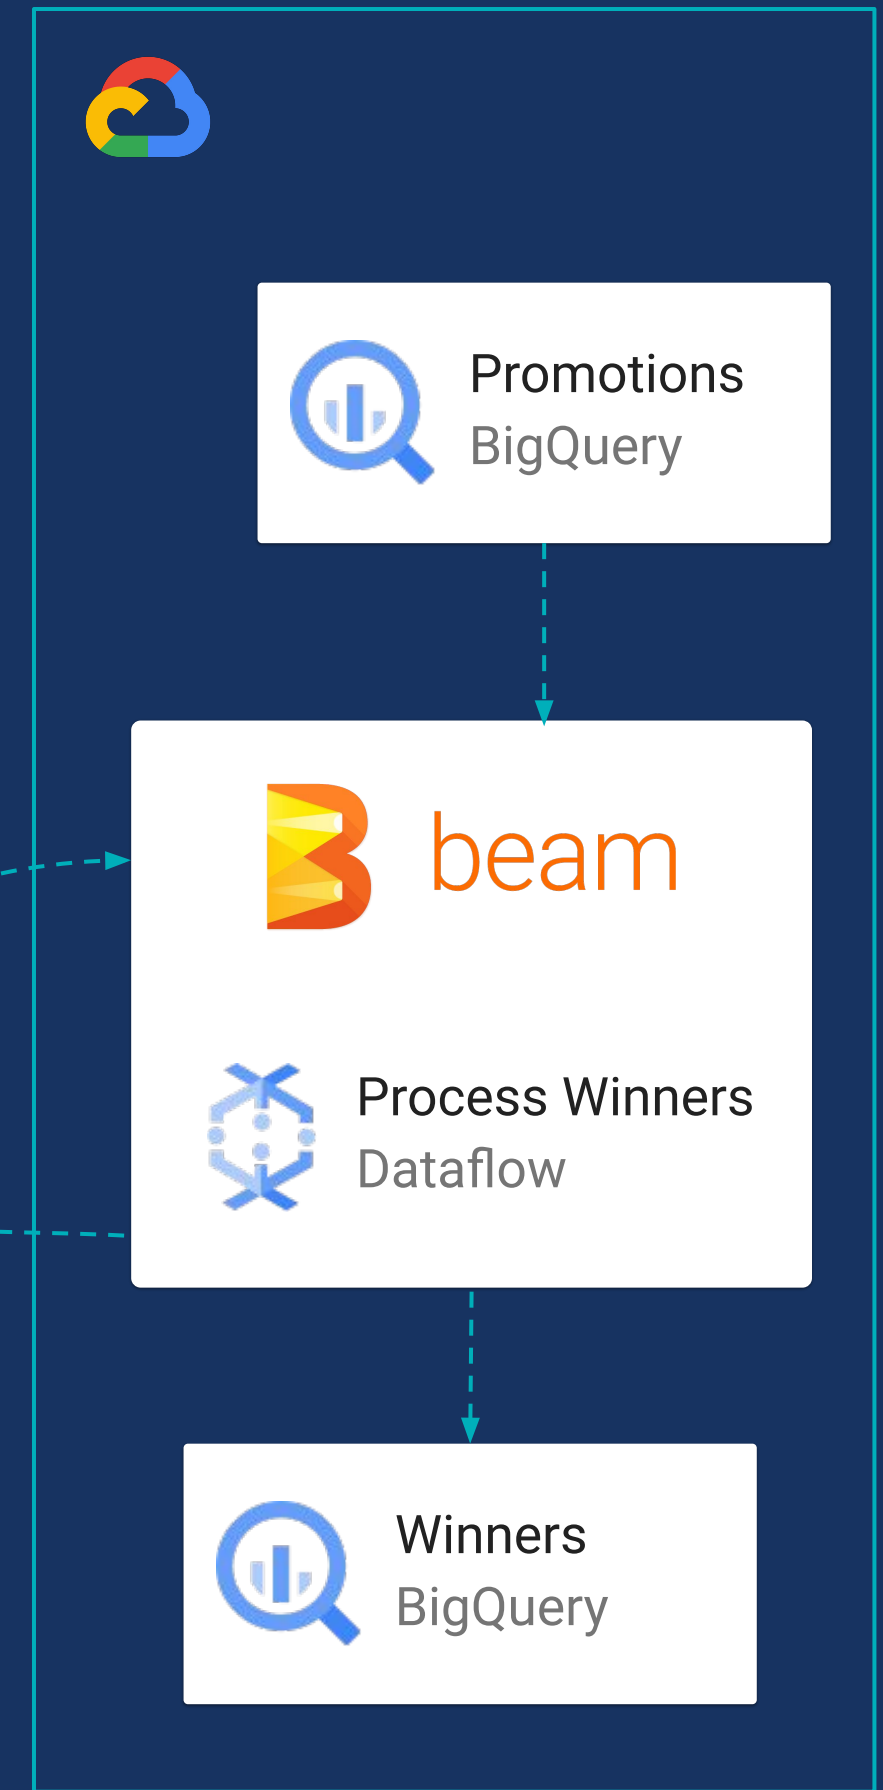 Promotions
BigQuery
beam
Process Winners
Dataflow
Winners
BigQuery